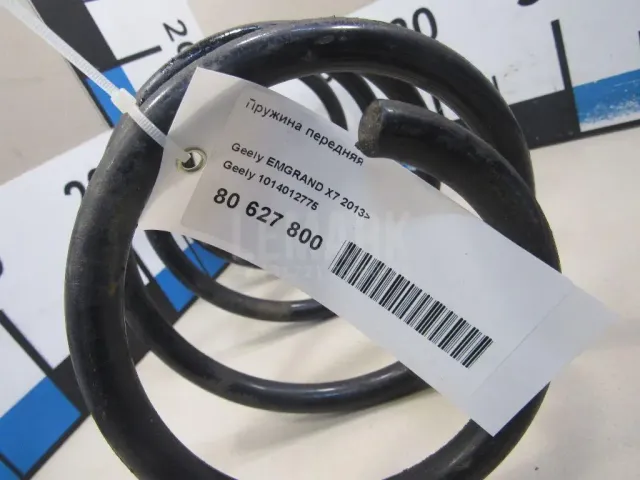 Пружина передняя
Geely EMGRAND X7 2013>
Geely 1014012775
80 627 800